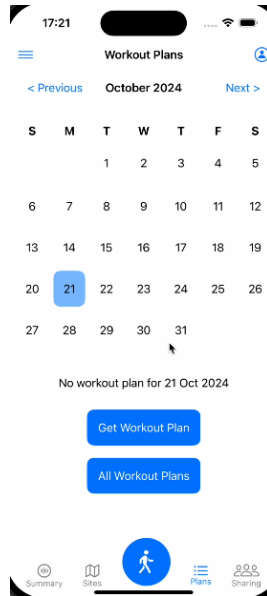 17:21
Workout Plans
< Previous October 2024 Next >
S M T W T F S
1 2 3 4 5
6 7 8 9 10 11 12
13 14 15 16 17 18 19
20 21 22 23 24 25 26
27 28 29 30 31
No workout plan for 21 Oct 2024
Get Workout Plan
All Workout Plans
Summary Sites Plans Sharing